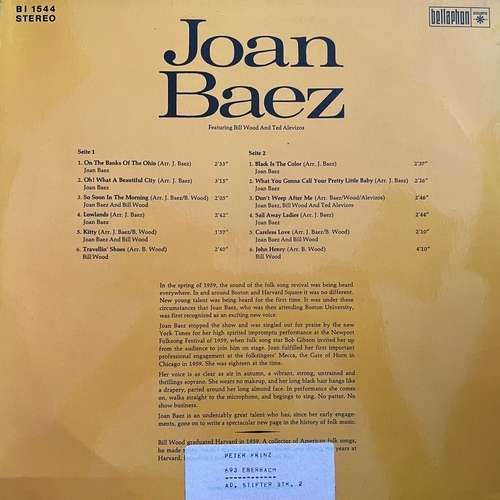 BI 1544
STEREO
bellaphon
Joan
Baez
Featuring Bill Wood And Ted Alevizos
Seite 1
1. On The Banks Of The Ohio (Arr. J. Baez) 2'33"
Joan Baez
2. Oh! What A Beautiful City (Arr. J. Baez) 3'15"
Joan Baez
3. So Soon In The Morning (Arr. J. Baez/B. Wood) 2'05"
Joan Baez And Bill Wood
4. Lowlands (Arr. J. Baez) 2'42"
Joan Baez
5. Kitty (Arr. J. Baez/B. Wood) 1'37"
Joan Baez And Bill Wood
6. Travellin' Shoes (Arr. B. Wood) 2'40"
Bill Wood
Seite 2
1. Black Is The Color (Arr. J. Baez) 2'39"
Joan Baez
2. What You Gonna Call Your Pretty Little Baby (Arr. J. Baez) 2'26"
Joan Baez
3. Don't Weep After Me (Arr. Baez/Wood/Alevizos) 2'46"
Joan Baez, Bill Wood And Ted Alevizos
4. Sail Away Ladies (Arr. J. Baez) 2'44"
Joan Baez
5. Careless Love (Arr. J. Baez/B. Wood) 2'10"
Joan Baez And Bill Wood
6. John Henry (Arr. B. Wood) 4'10"
Bill Wood
In the spring of 1959, the sound of the folk song revival was being heard
everywhere. In and around Boston and Harvard Square it was no different.
New young talent was being heard for the first time. It was under these
circumstances that Joan Baez, who was then attending Boston University,
was first recognized as an exciting new singer.
Joan Baez stopped the show and was singled out for praise by the new
York Times for her high spirited impromptu performance at the Newport
Folksong Festival of 1959, when folk song star Bob Gibson invited her up
from the audience to join him on stage. Joan fulfilled her first important
professional engagement at the folksingers' Mecca, the Gate of Horn in
Chicago in 1959. She was eighteen at the time.
Her voice is as clear as air in autumn, a vibrant, strong, untrained and
thrillings soprano. She wears no makeup, and her long black hair hangs like
a drapery, parted around her long almond face. In performance she comes
on, walks straight to the microphone, and begings to sing. No patter. No
show business.
Joan Baez is an undeniably great talent who has, since her early engage-
ments, gone on to write a spectacular new page in the history of folk music.
Bill Wood graduated Harvard in 1959. A collector of American folk songs,
he made years at
Harvard,
PETER PRINZ
693 EBERBACH
AD. STIFTER STR. 2